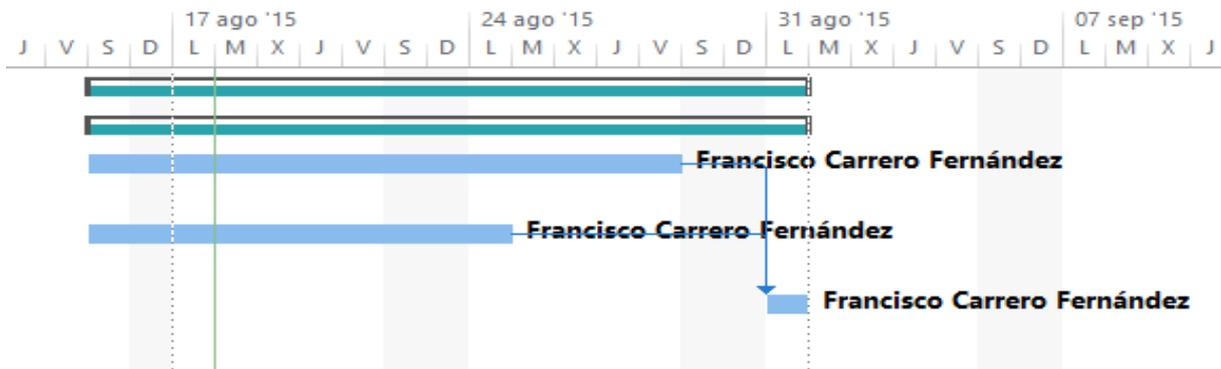 17 ago '15 24 ago '15 31 ago '15 07 sep '15
J V S D L M X J V S D L M X J V S D L M X J V S D L M X J
Francisco Carrero Fernández
Francisco Carrero Fernández
Francisco Carrero Fernández